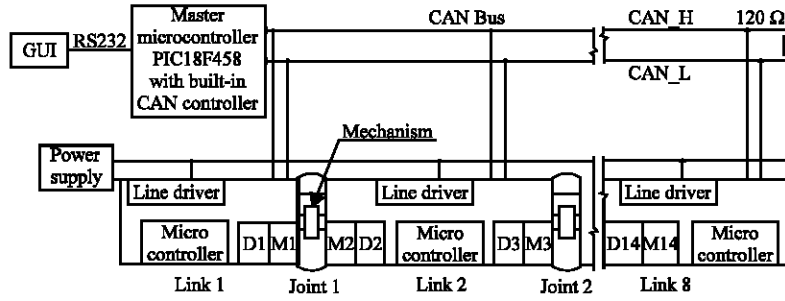 Master
microcontroller
PIC18F458
with built-in
CAN controller
GUI
RS232
CAN Bus
CAN_H
120 Ω
CAN_L
Mechanism
Power
supply
Line driver
Line driver
Line driver
Micro
controller
D1
M1
M2
D2
Micro
controller
D3
M3
D14
M14
Micro
controller
Link 1
Joint 1
Link 2
Joint 2
Link 8